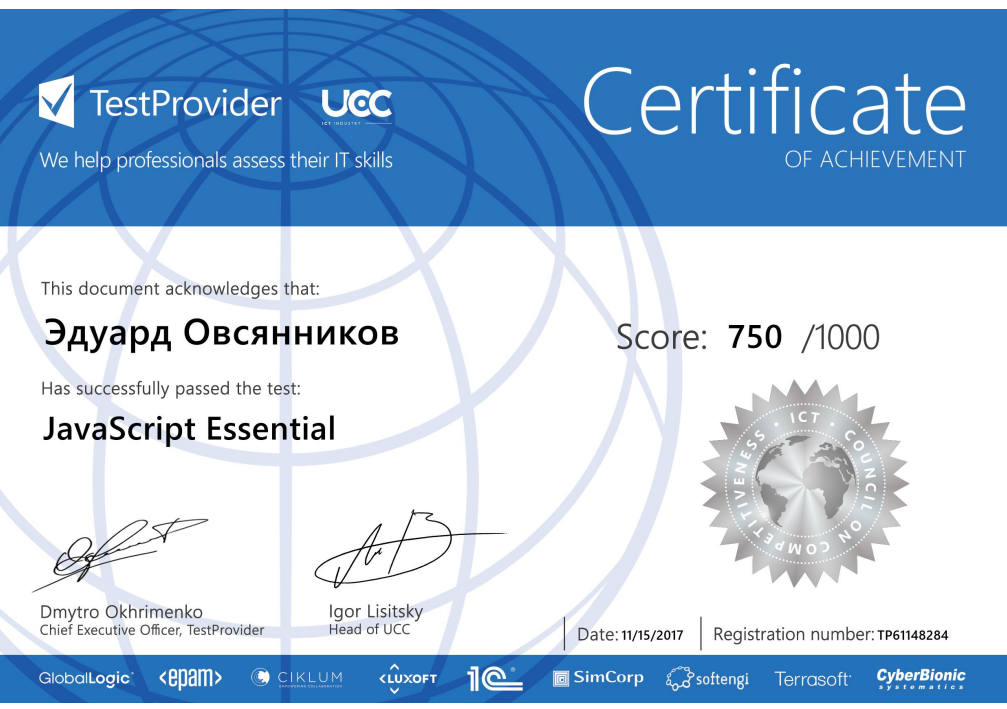 TestProvider
UCC
ICT INDUSTRY
We help professionals assess their IT skills
Certificate
OF ACHIEVEMENT
This document acknowledges that:
Эдуард Овсянников
Has successfully passed the test:
JavaScript Essential
Score: 750 /1000
ICT · COUNCIL ON COMPETITIVENESS ·
Dmytro Okhrimenko
Chief Executive Officer, TestProvider
Igor Lisitsky
Head of UCC
Date: 11/15/2017
Registration number: TP61148284
GlobalLogic
<epam>
CIKLUM
EMPOWERING COLLABORATION
LUXOFT
1C
SimCorp
softengi
Terrasoft
CyberBionic
systematics